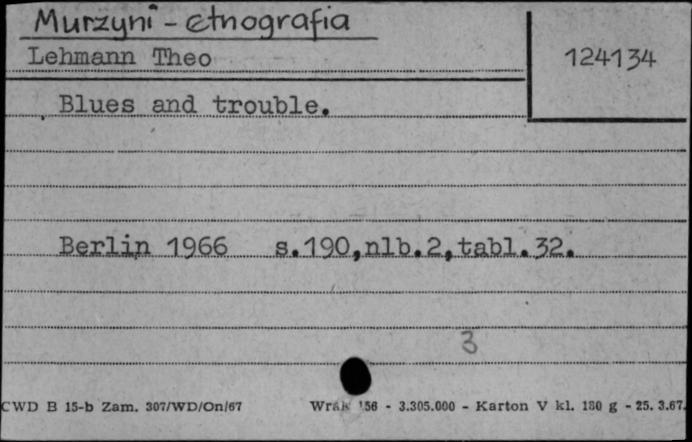 Murzyni - etnografia
Lehmann Theo
124134
Blues and trouble.
Berlin 1966 s.190,nlb.2,tabl.32.
3
CWD B 15-b Zam. 307/WD/On/67 56 - 3.305.000 - Karton V kl. 180 g - 25. 3.67.